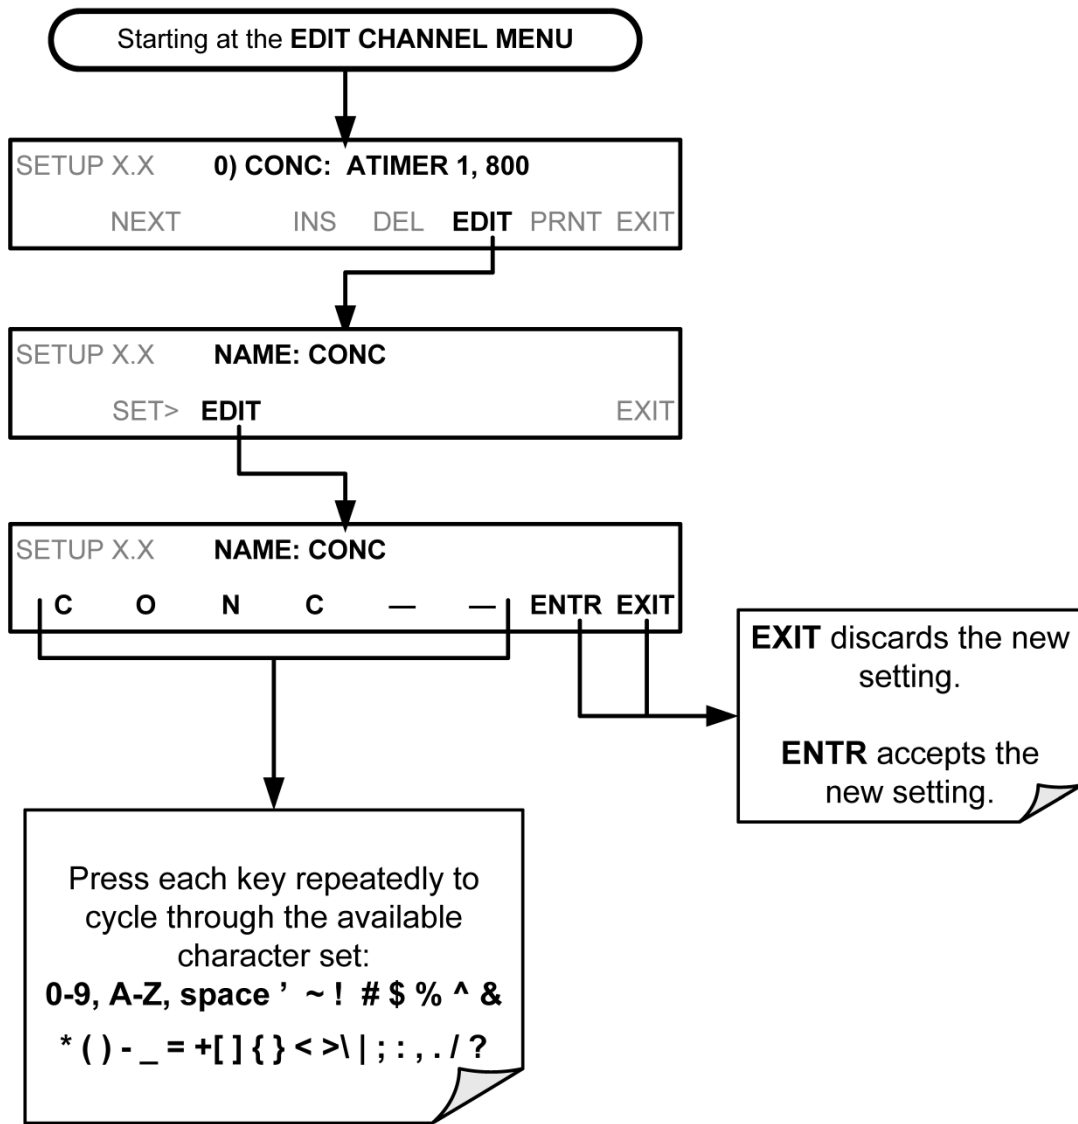 Starting at the EDIT CHANNEL MENU
SETUP X.X 0) CONC: ATIMER 1, 800
NEXT INS DEL EDIT PRNT EXIT
SETUP X.X NAME: CONC
SET> EDIT EXIT
SETUP X.X NAME: CONC
C O N C — — ENTR EXIT
EXIT discards the new
setting.
ENTR accepts the
new setting.
Press each key repeatedly to
cycle through the available
character set:
0-9, A-Z, space ’ ~ ! # $ % ^ &
* ( ) - _ = +[ ] { } < >\ | ; : , . / ?